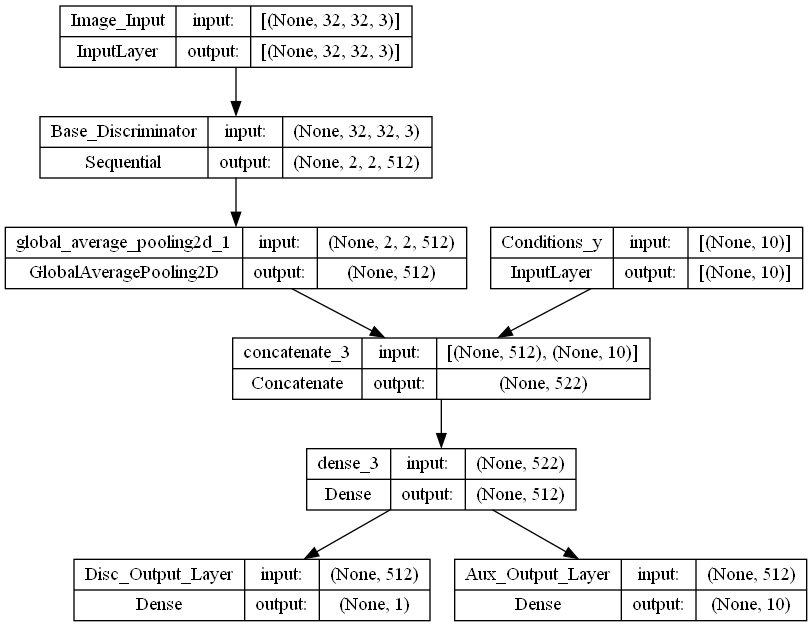 Image_Input input: [(None, 32, 32, 3)]
InputLayer output: [(None, 32, 32, 3)]
Base_Discriminator input: (None, 32, 32, 3)
Sequential output: (None, 2, 2, 512)
global_average_pooling2d_1 input: (None, 2, 2, 512)
GlobalAveragePooling2D output: (None, 512)
Conditions_y input: [(None, 10)]
InputLayer output: [(None, 10)]
concatenate_3 input: [(None, 512), (None, 10)]
Concatenate output: (None, 522)
dense_3 input: (None, 522)
Dense output: (None, 512)
Disc_Output_Layer input: (None, 512)
Dense output: (None, 1)
Aux_Output_Layer input: (None, 512)
Dense output: (None, 10)